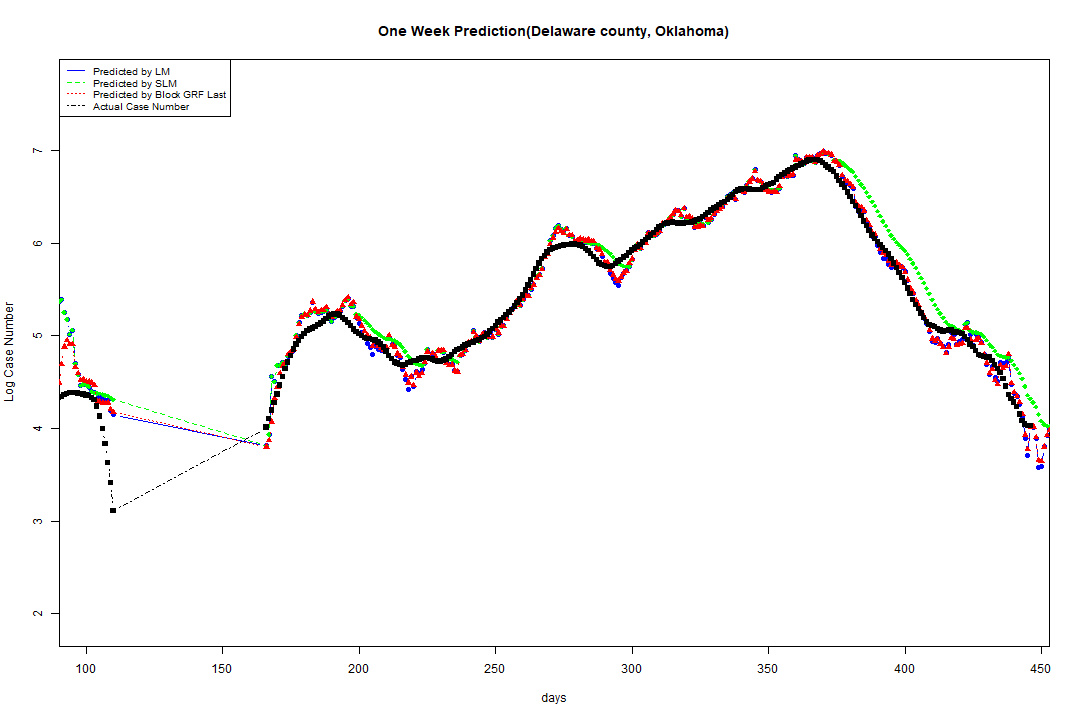 One Week Prediction(Delaware county, Oklahoma)
Predicted by LM
Predicted by SLM
Predicted by Block GRF Last
Actual Case Number
Log Case Number
7
6
5
4
3
2
100 150 200 250 300 350 400 450
days